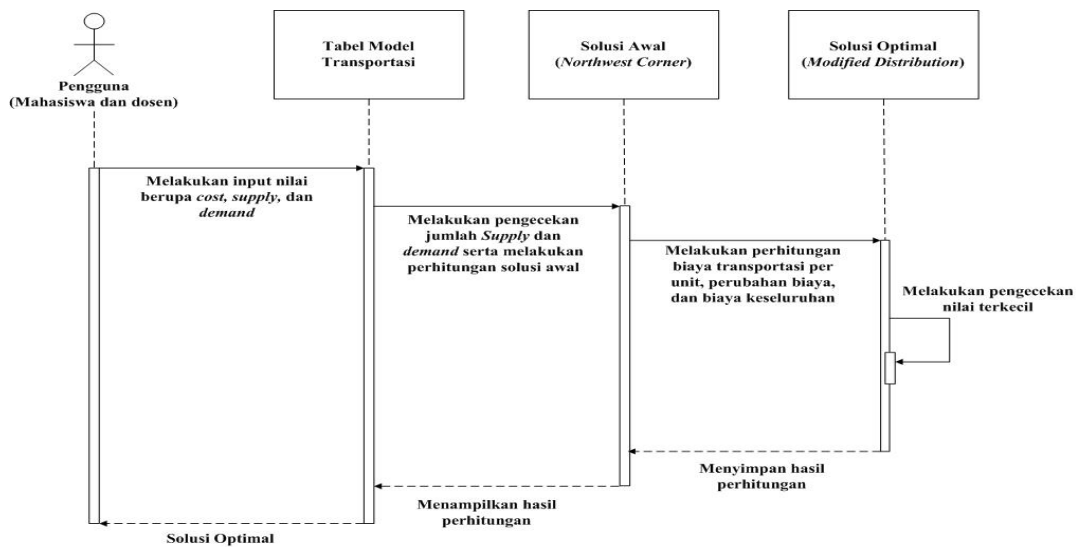 Pengguna
(Mahasiswa dan dosen)
Tabel Model
Transportasi
Solusi Awal
(Northwest Corner)
Solusi Optimal
(Modified Distribution)
Melakukan input nilai
berupa cost, supply, dan
demand
Melakukan pengecekan
jumlah Supply dan
demand serta melakukan
perhitungan solusi awal
Melakukan perhitungan
biaya transportasi per
unit, perubahan biaya,
dan biaya keseluruhan
Melakukan pengecekan
nilai terkecil
Menyimpan hasil
perhitungan
Menampilkan hasil
perhitungan
Solusi Optimal